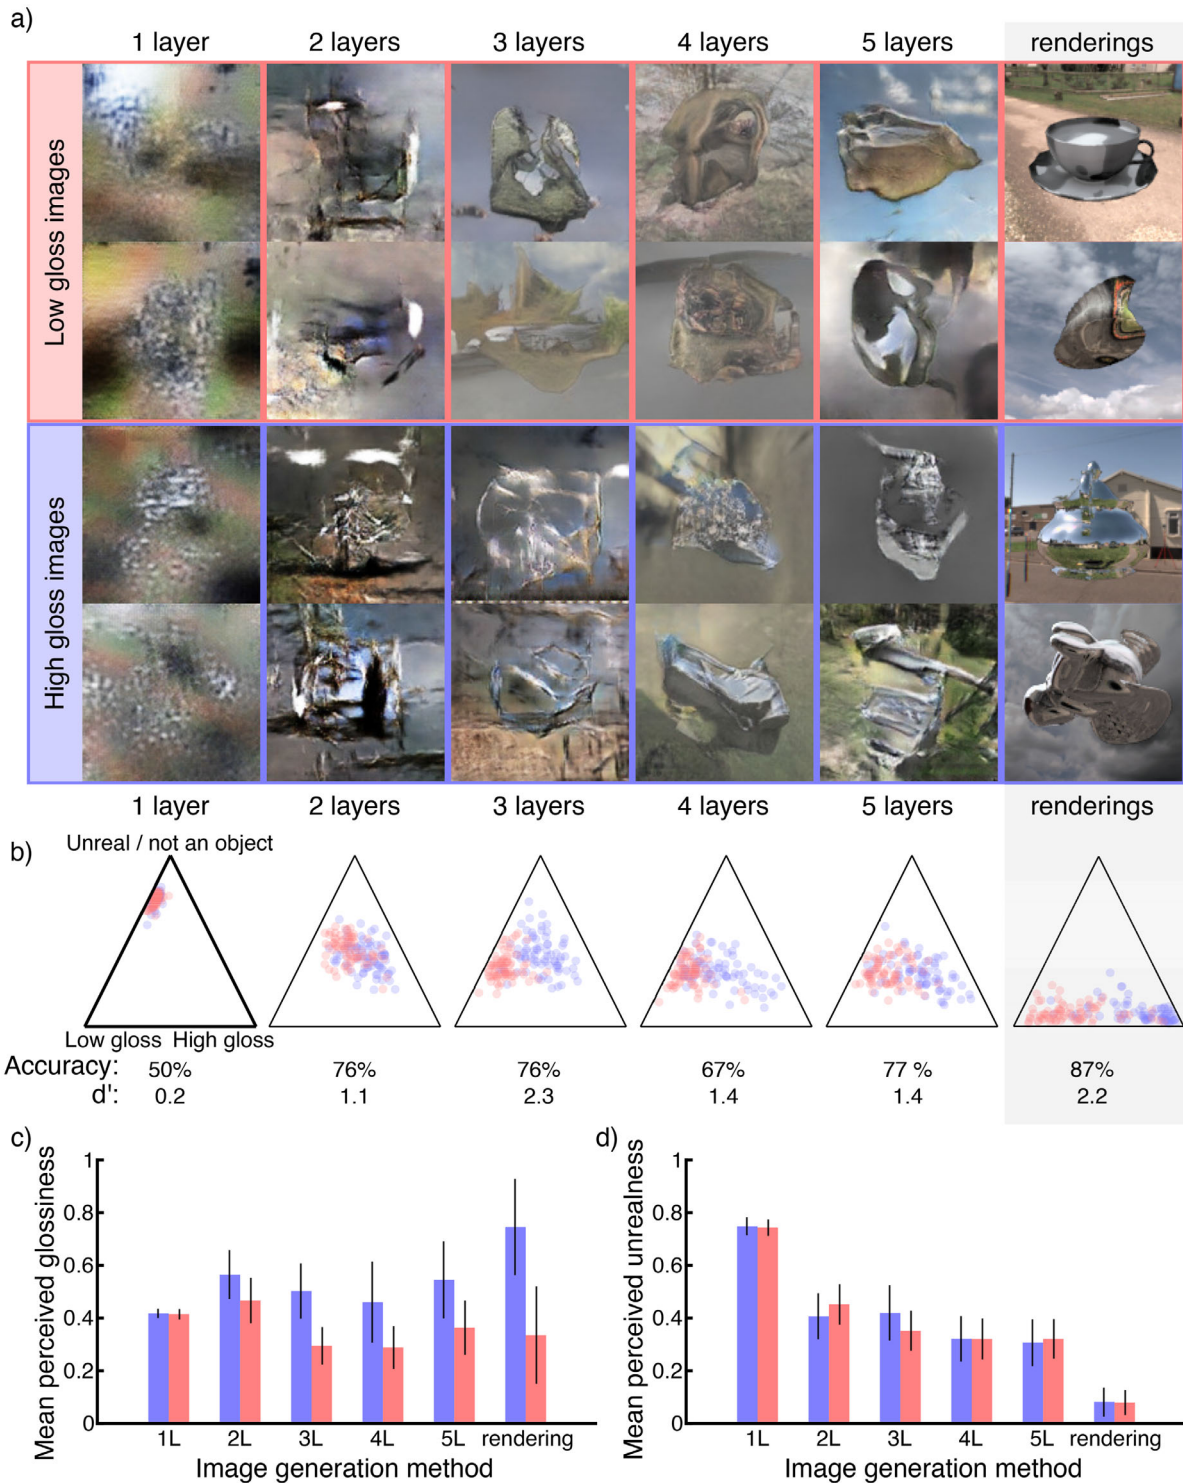 a)
1 layer 2 layers 3 layers 4 layers 5 layers renderings
Low gloss images
High gloss images
1 layer 2 layers 3 layers 4 layers 5 layers renderings
b)
Unreal / not an object
Low gloss High gloss
Accuracy: 50% 76% 76% 67% 77 % 87%
d': 0.2 1.1 2.3 1.4 1.4 2.2
c)
Mean perceived glossiness
1
0.8
0.6
0.4
0.2
0
1L 2L 3L 4L 5L rendering
Image generation method
d)
Mean perceived unrealness
1
0.8
0.6
0.4
0.2
0
1L 2L 3L 4L 5L rendering
Image generation method